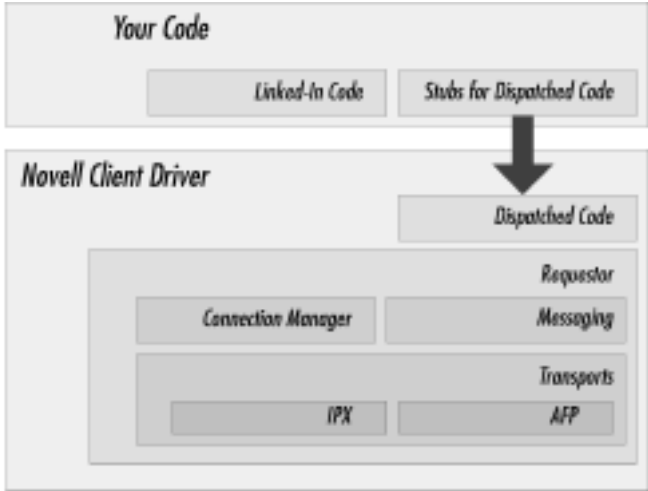 Your Code
Linked-In Code
Stubs for Dispatched Code
Novell Client Driver
Dispatched Code
Requestor
Connection Manager
Messaging
Transports
IPX
AFP